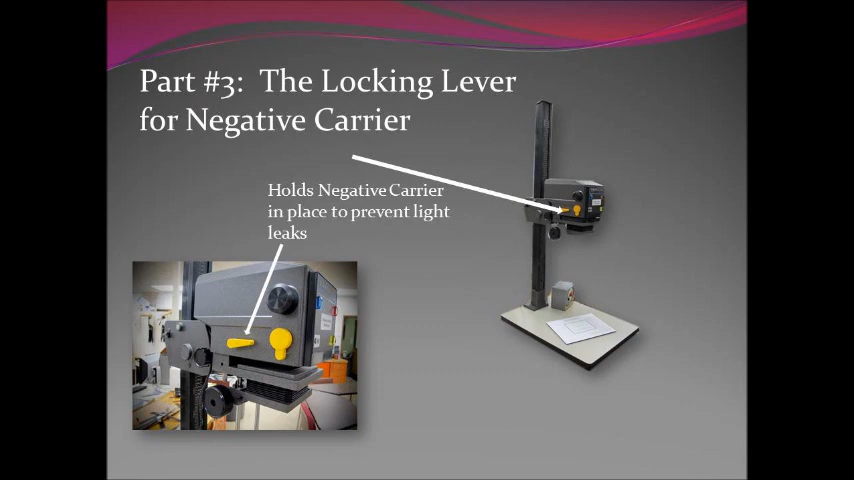 Part #3:  The Locking Lever
for Negative Carrier
Holds Negative Carrier
in place to prevent light
leaks